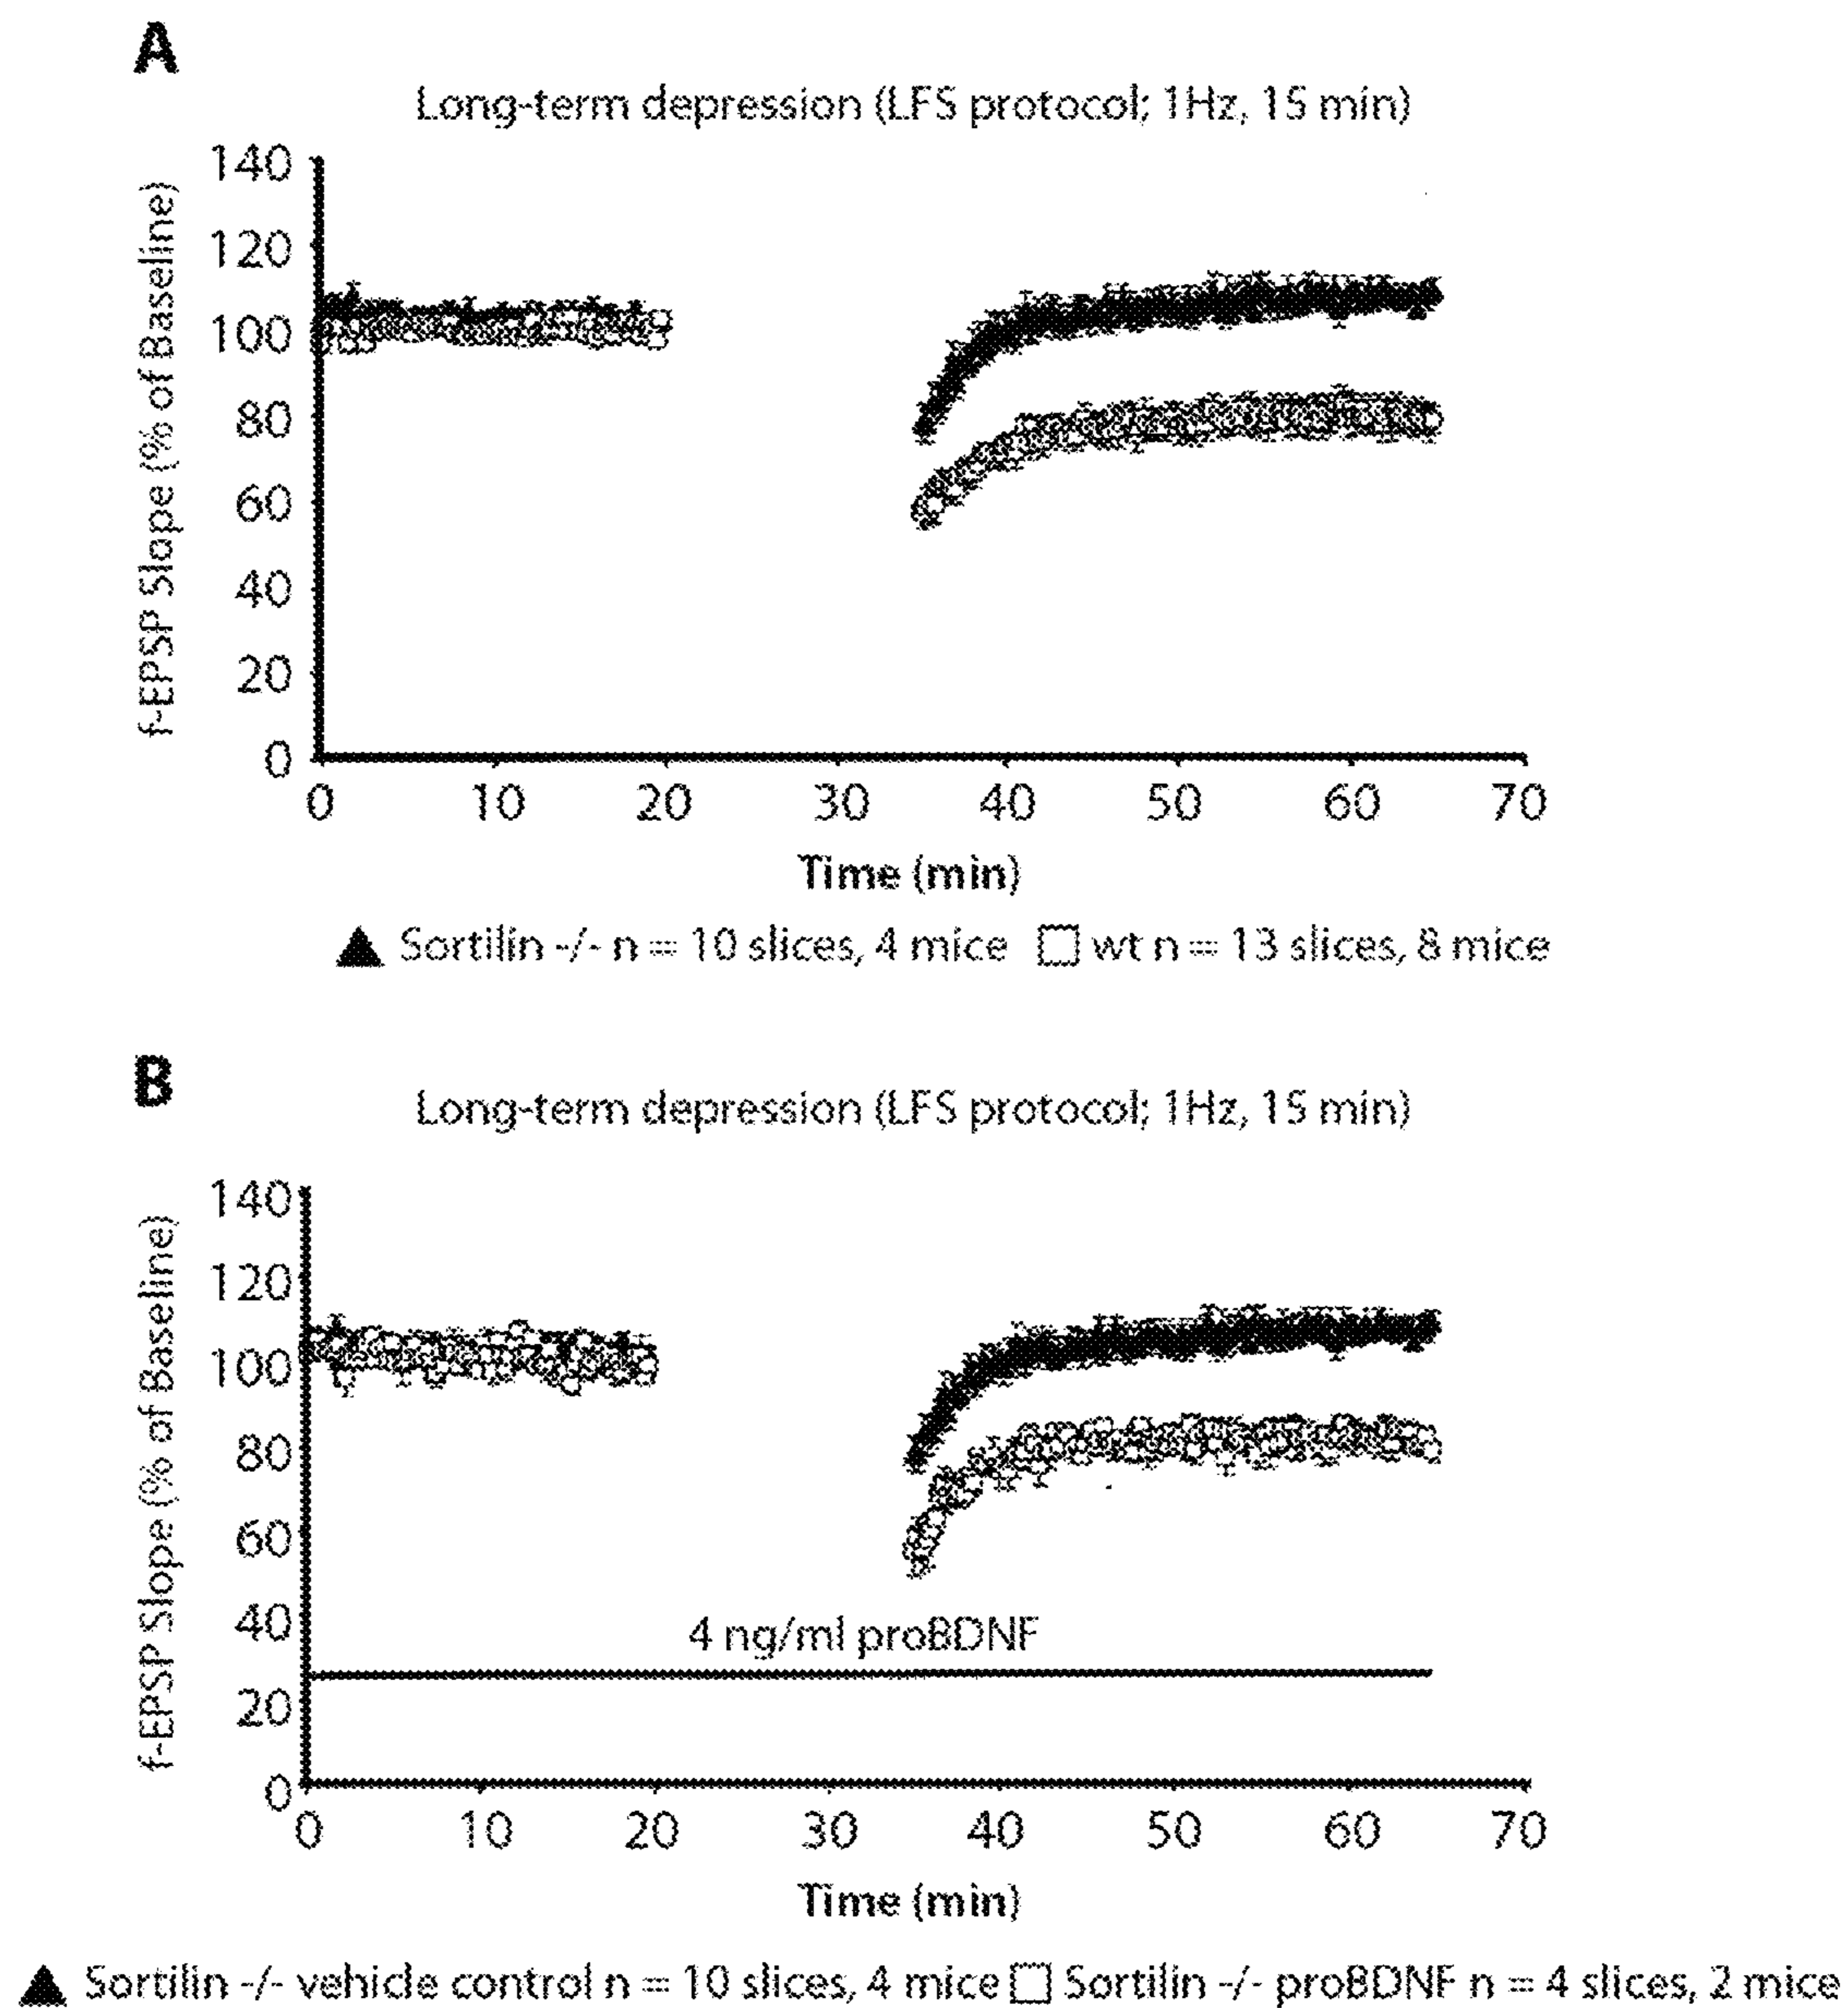 A
Long-term depression (LFS protocol; 1Hz, 15 min)
f-EPSP Slope (% of Baseline)
140
120
100
80
60
40
20
0
0 10 20 30 40 50 60 70
Time (min)
▲ Sortilin -/- n = 10 slices, 4 mice □ wt n = 13 slices, 8 mice
B
Long-term depression (LFS protocol; 1Hz, 15 min)
f-EPSP Slope (% of Baseline)
140
120
100
80
60
40
4 ng/ml proBDNF
20
0
0 10 20 30 40 50 60 70
Time (min)
▲ Sortilin -/- vehicle control n = 10 slices, 4 mice □ Sortilin -/- proBDNF n = 4 slices, 2 mice